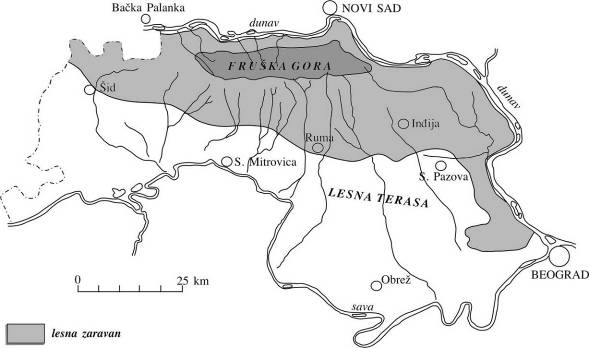 Bačka Palanka
NOVI SAD
dunav
FRUŠKA GORA
dunav
Šid
Inđija
Ruma
S. Mitrovica
S. Pazova
LESNA TERASA
0 25 km
Obrež
BEOGRAD
sava
lesna zaravan